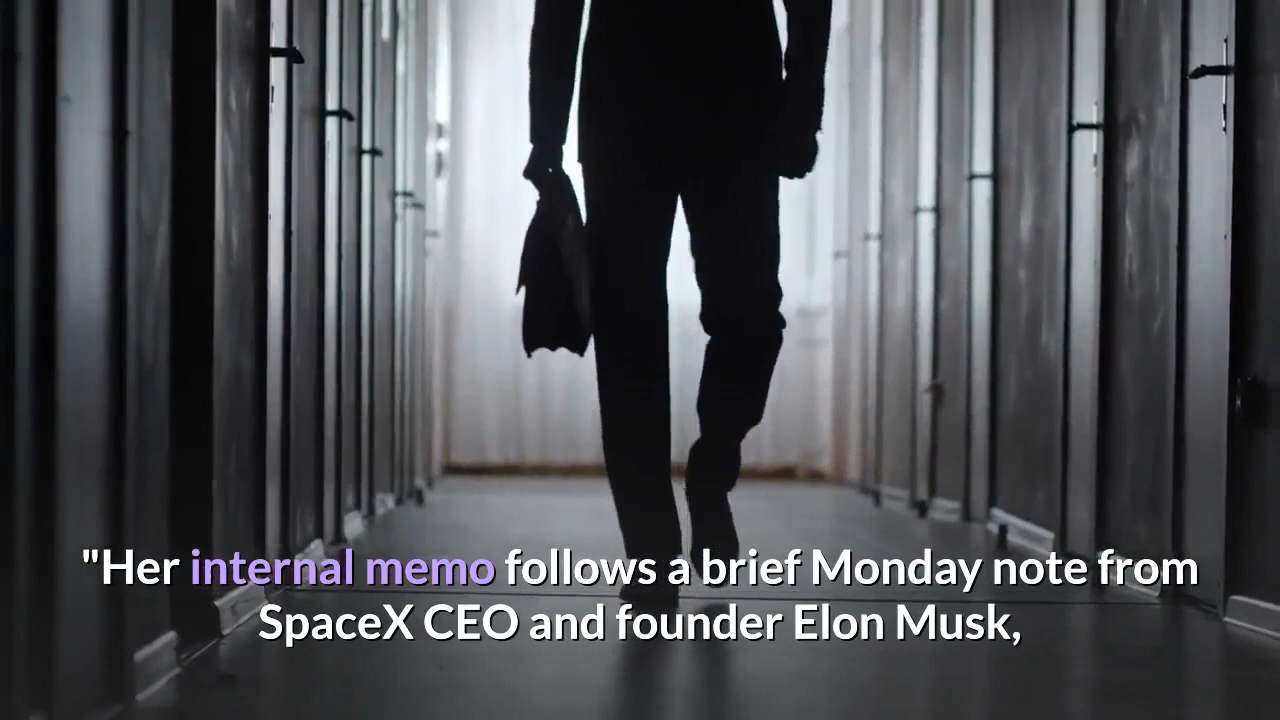 "Her internal memo follows a brief Monday note from
SpaceX CEO and founder Elon Musk,